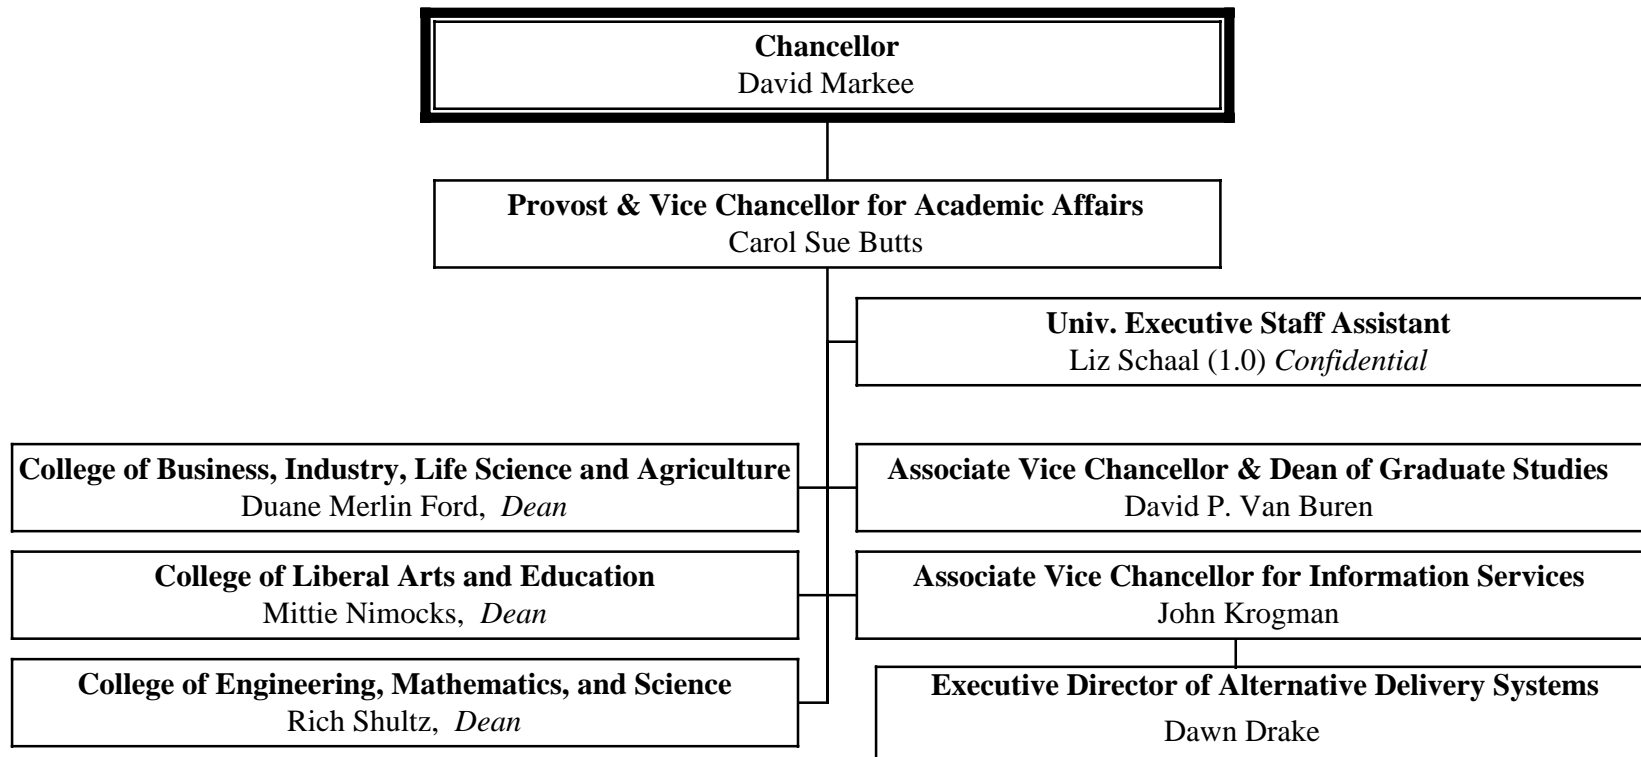 Chancellor
David Markee
Provost & Vice Chancellor for Academic Affairs
Carol Sue Butts
Univ. Executive Staff Assistant
Liz Schaal (1.0) Confidential
College of Business, Industry, Life Science and Agriculture
Duane Merlin Ford, Dean
Associate Vice Chancellor & Dean of Graduate Studies
David P. Van Buren
College of Liberal Arts and Education
Mittie Nimocks, Dean
Associate Vice Chancellor for Information Services
John Krogman
College of Engineering, Mathematics, and Science
Rich Shultz, Dean
Executive Director of Alternative Delivery Systems
Dawn Drake